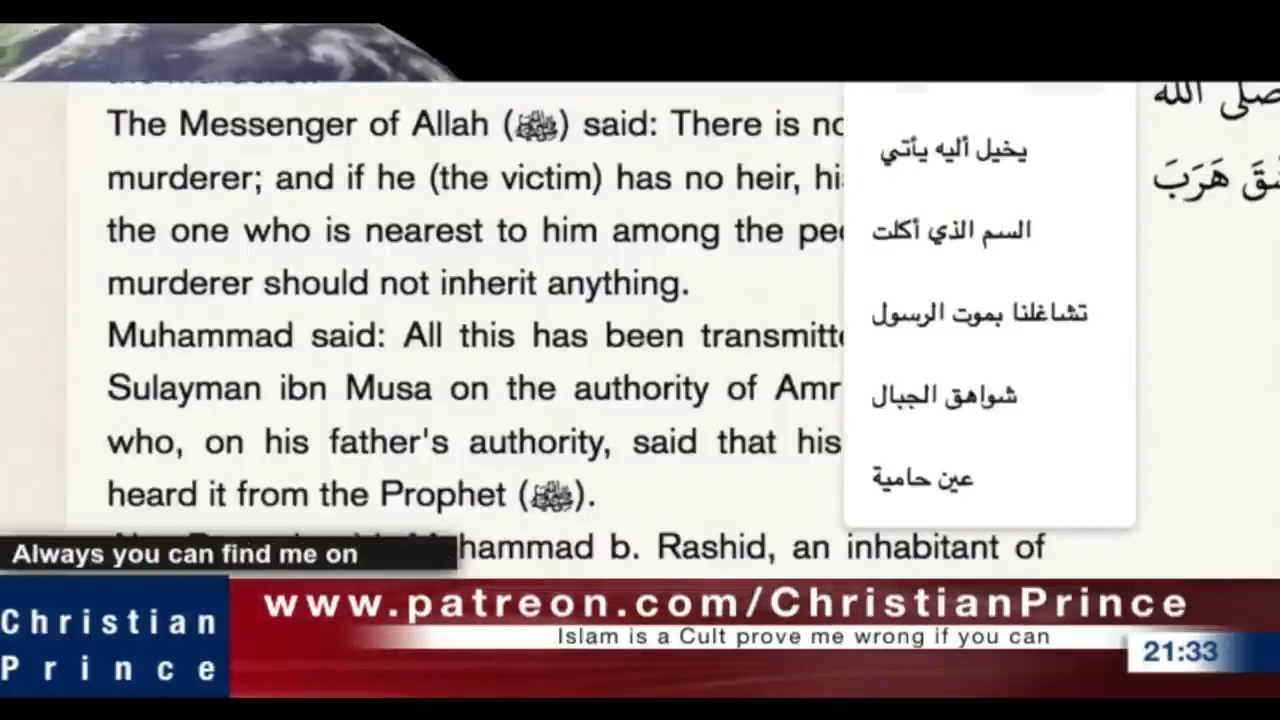 The Messenger of Allah (ﷺ) said: There is no
murderer; and if he (the victim) has no heir, his
the one who is nearest to him among the
murderer should not inherit anything.
Muhammad said: All this has been
Sulayman ibn Musa on the authority of Amr
who, on his father's authority, said that his
heard it from the Prophet (ﷺ).
hammad b. Rashid, an inhabitant of
يخيل أليه يأتي
السم الذي أكلت
تشاغلنا بموت الرسول
شواهق الجبال
عين حامية
صلى الله
هَرَبَ
Always you can find me on
Christian
Prince
www.patreon.com/ChristianPrince
Islam is a Cult prove me wrong if you can
21:33